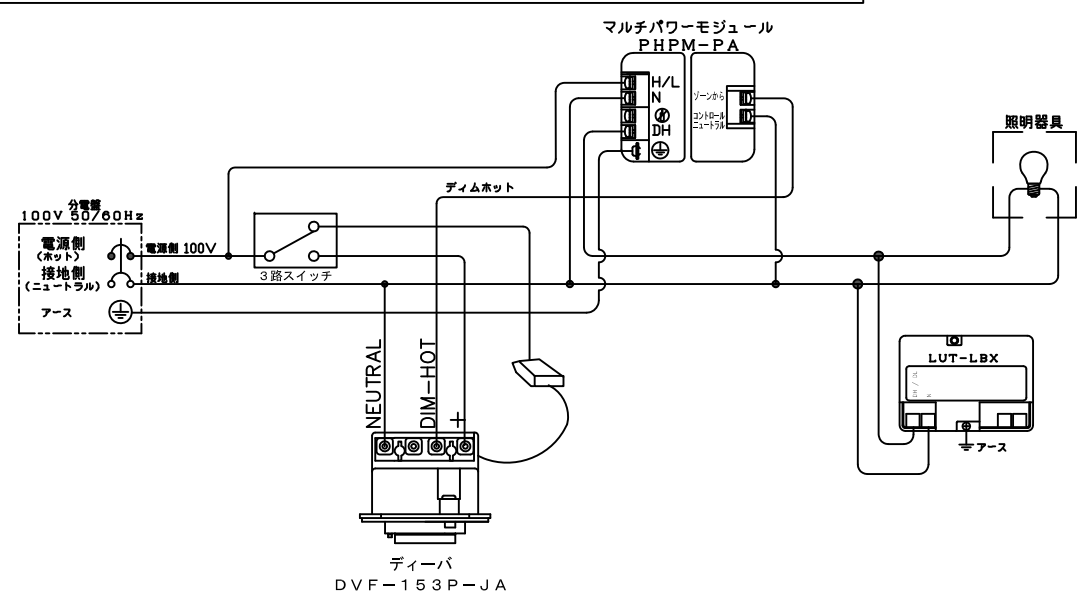 マルチパワーモジュール
PHPM-PA
H/L
N
DH
ゾーンから
コントロール
ニュートラル
照明器具
ディムホット
分電盤
100V 50/60Hz
電源側
(ホット)
接地側
(ニュートラル)
アース
電源側 100V
接地側
3路スイッチ
NEUTRAL
DIM-HOT
+
LUT-LBX
DH / DL
N
アース
ディーバ
DVF-153P-JA